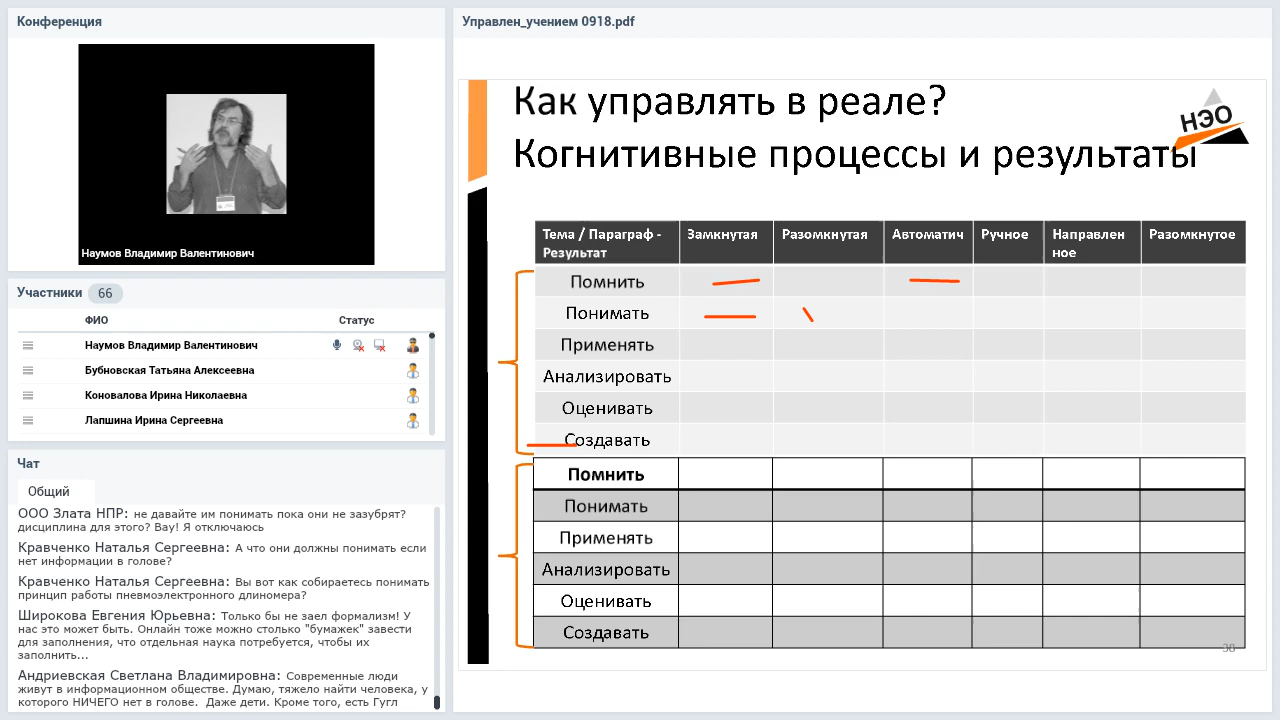 Конференция
Наумов Владимир Валентинович
Участники 66
ФИО Статус
Наумов Владимир Валентинович
Бубновская Татьяна Алексеевна
Коновалова Ирина Николаевна
Лапшина Ирина Сергеевна
Чат
Общий
ООО Злата НПР: не давайте им понимать пока они не зазубрят?
дисциплина для этого? Вау! Я отключаюсь
Кравченко Наталья Сергеевна: А что они должны понимать если
нет информации в голове?
Кравченко Наталья Сергеевна: Вы вот как собираетесь понимать
принцип работы пневмоэлектронного длиномера?
Широкова Евгения Юрьевна: Только бы не заел формализм! У
нас это может быть. Онлайн тоже можно столько "бумажек" завести
для заполнения, что отдельная наука потребуется, чтобы их
заполнить...
Андриевская Светлана Владимировна: Современные люди
живут в информационном обществе. Думаю, тяжело найти человека, у
которого НИЧЕГО нет в голове. Даже дети. Кроме того, есть Гугл
Управлен_учением 0918.pdf
Как управлять в реале?
НЭО
Когнитивные процессы и результаты
Тема / Параграф - Замкнутая Разомкнутая Автоматич Ручное Направлен Разомкнутое
Результат ное
Помнить
Понимать
Применять
Анализировать
Оценивать
Создавать
Помнить
Понимать
Применять
Анализировать
Оценивать
Создавать
38